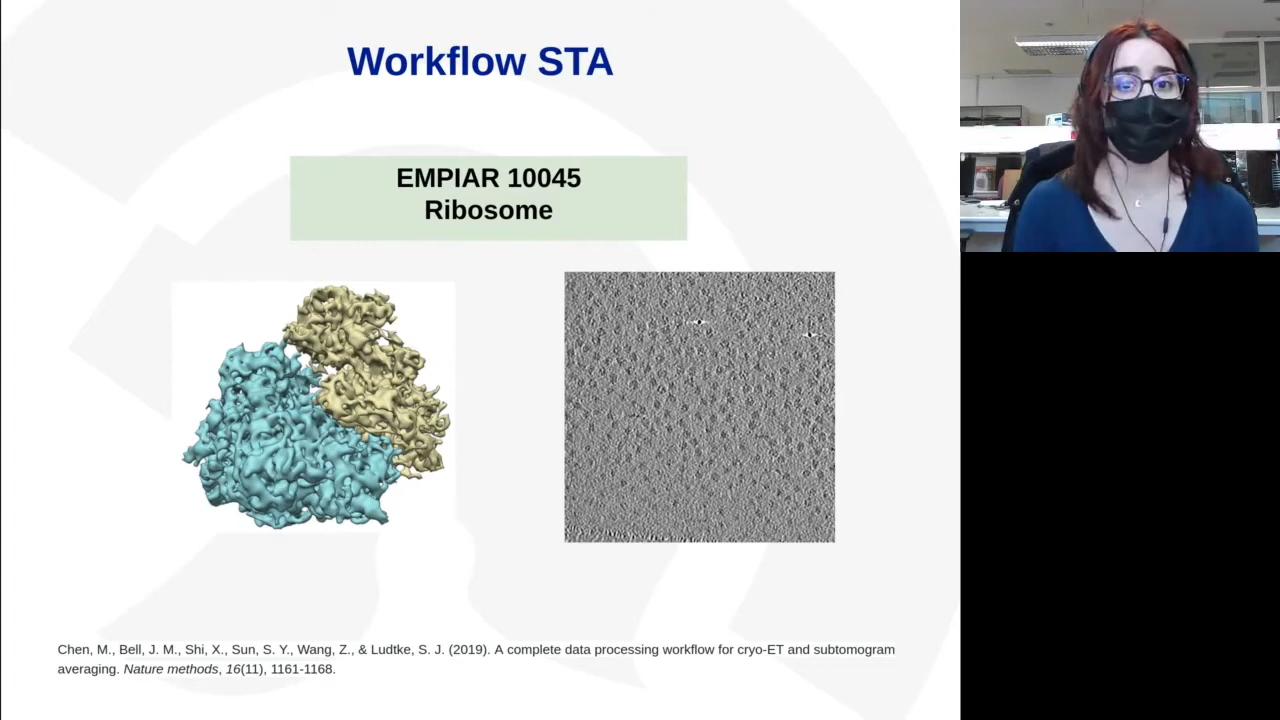 Workflow STA
EMPIAR 10045
Ribosome
Chen, M., Bell, J. M., Shi, X., Sun, S. Y., Wang, Z., & Ludtke, S. J. (2019). A complete data processing workflow for cryo-ET and subtomogram
averaging. Nature methods, 16(11), 1161-1168.